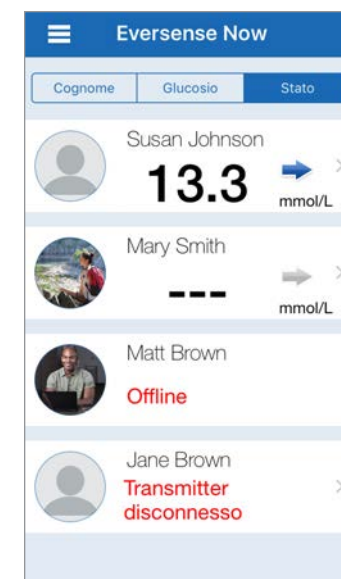 Eversense Now
Cognome Glucosio Stato
Susan Johnson
13.3
mmol/L
Mary Smith
---
mmol/L
Matt Brown
Offline
Jane Brown
Transmitter
disconnesso